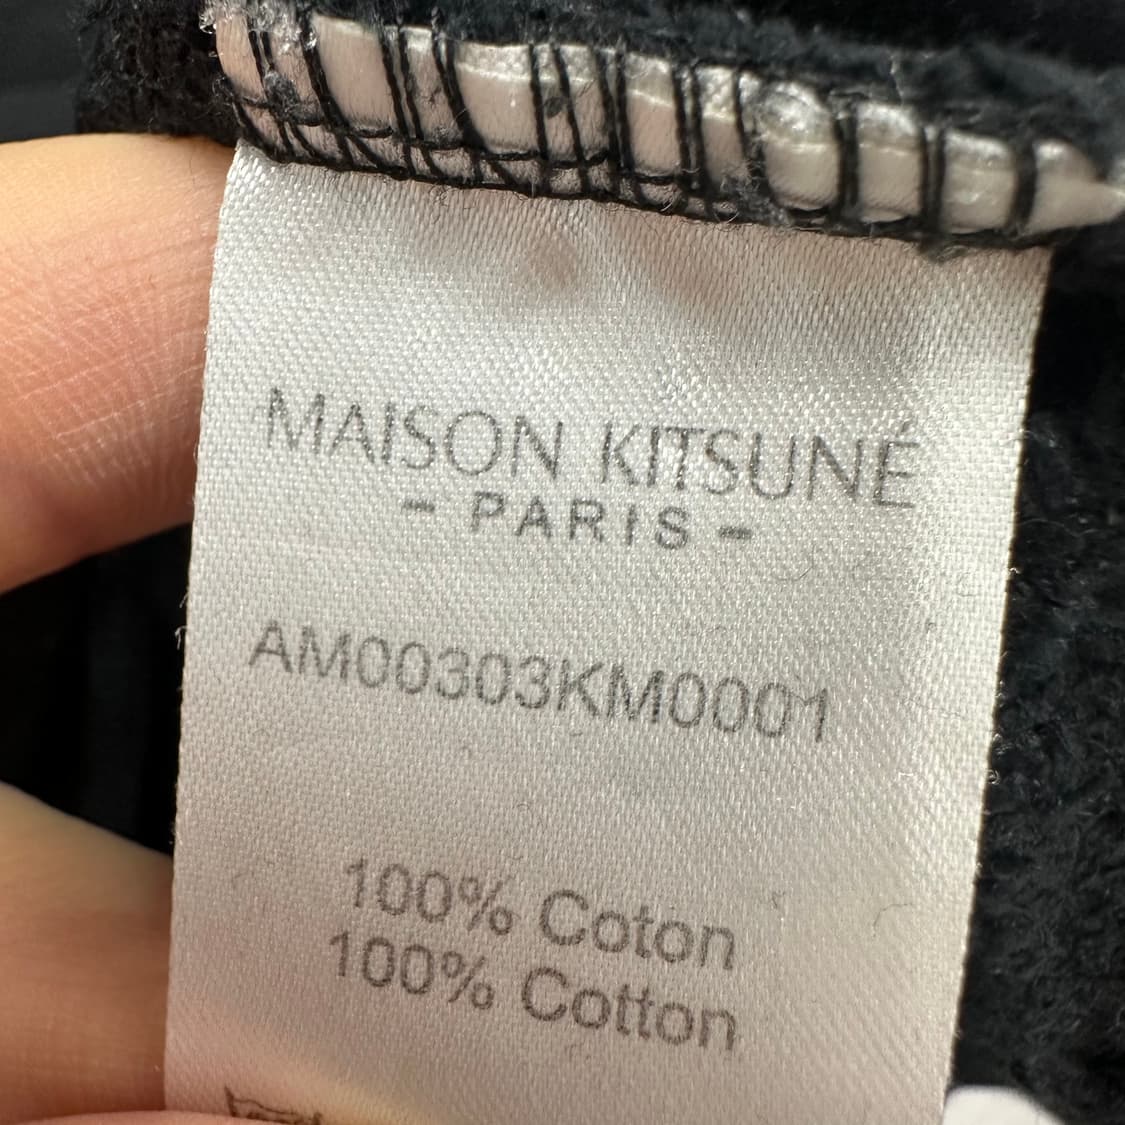 MAISON KITSUNÉ
- PARIS -
AM00303KM0001
100% Coton
100% Cotton